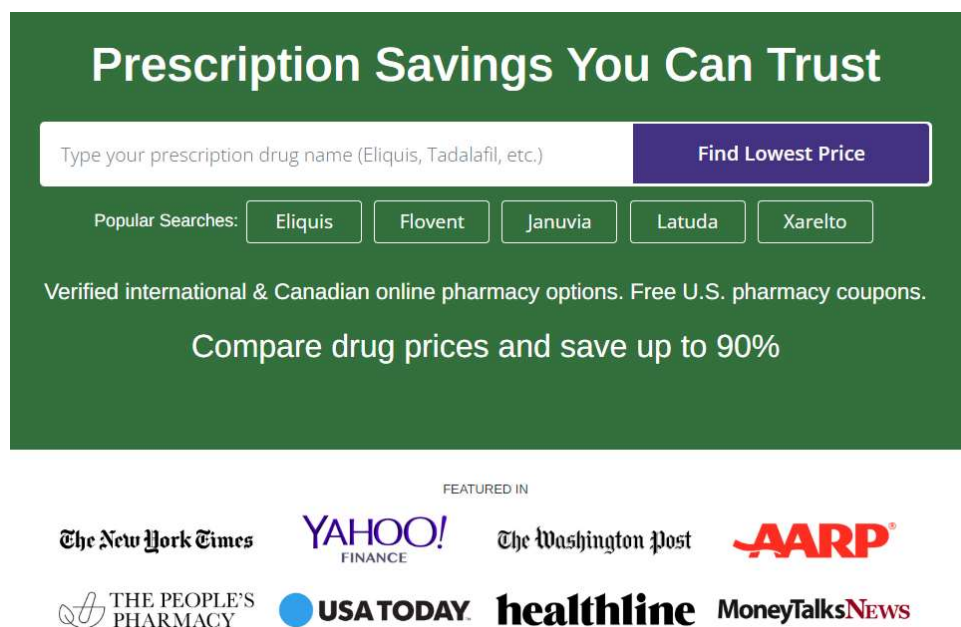 Prescription Savings You Can Trust
Type your prescription drug name (Eliquis, Tadalafil, etc.)
Find Lowest Price
Popular Searches: Eliquis Flovent Januvia Latuda Xarelto
Verified international & Canadian online pharmacy options. Free U.S. pharmacy coupons.
Compare drug prices and save up to 90%
FEATURED IN
The New York Times
YAHOO!
FINANCE
The Washington Post
AARP®
THE PEOPLE'S
PHARMACY
USA TODAY
healthline
MoneyTalksNEWS